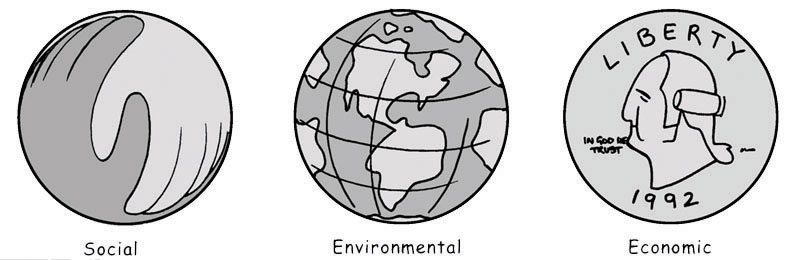 LIBERTY
IN GOD WE
TRUST
1992
Social
Environmental
Economic